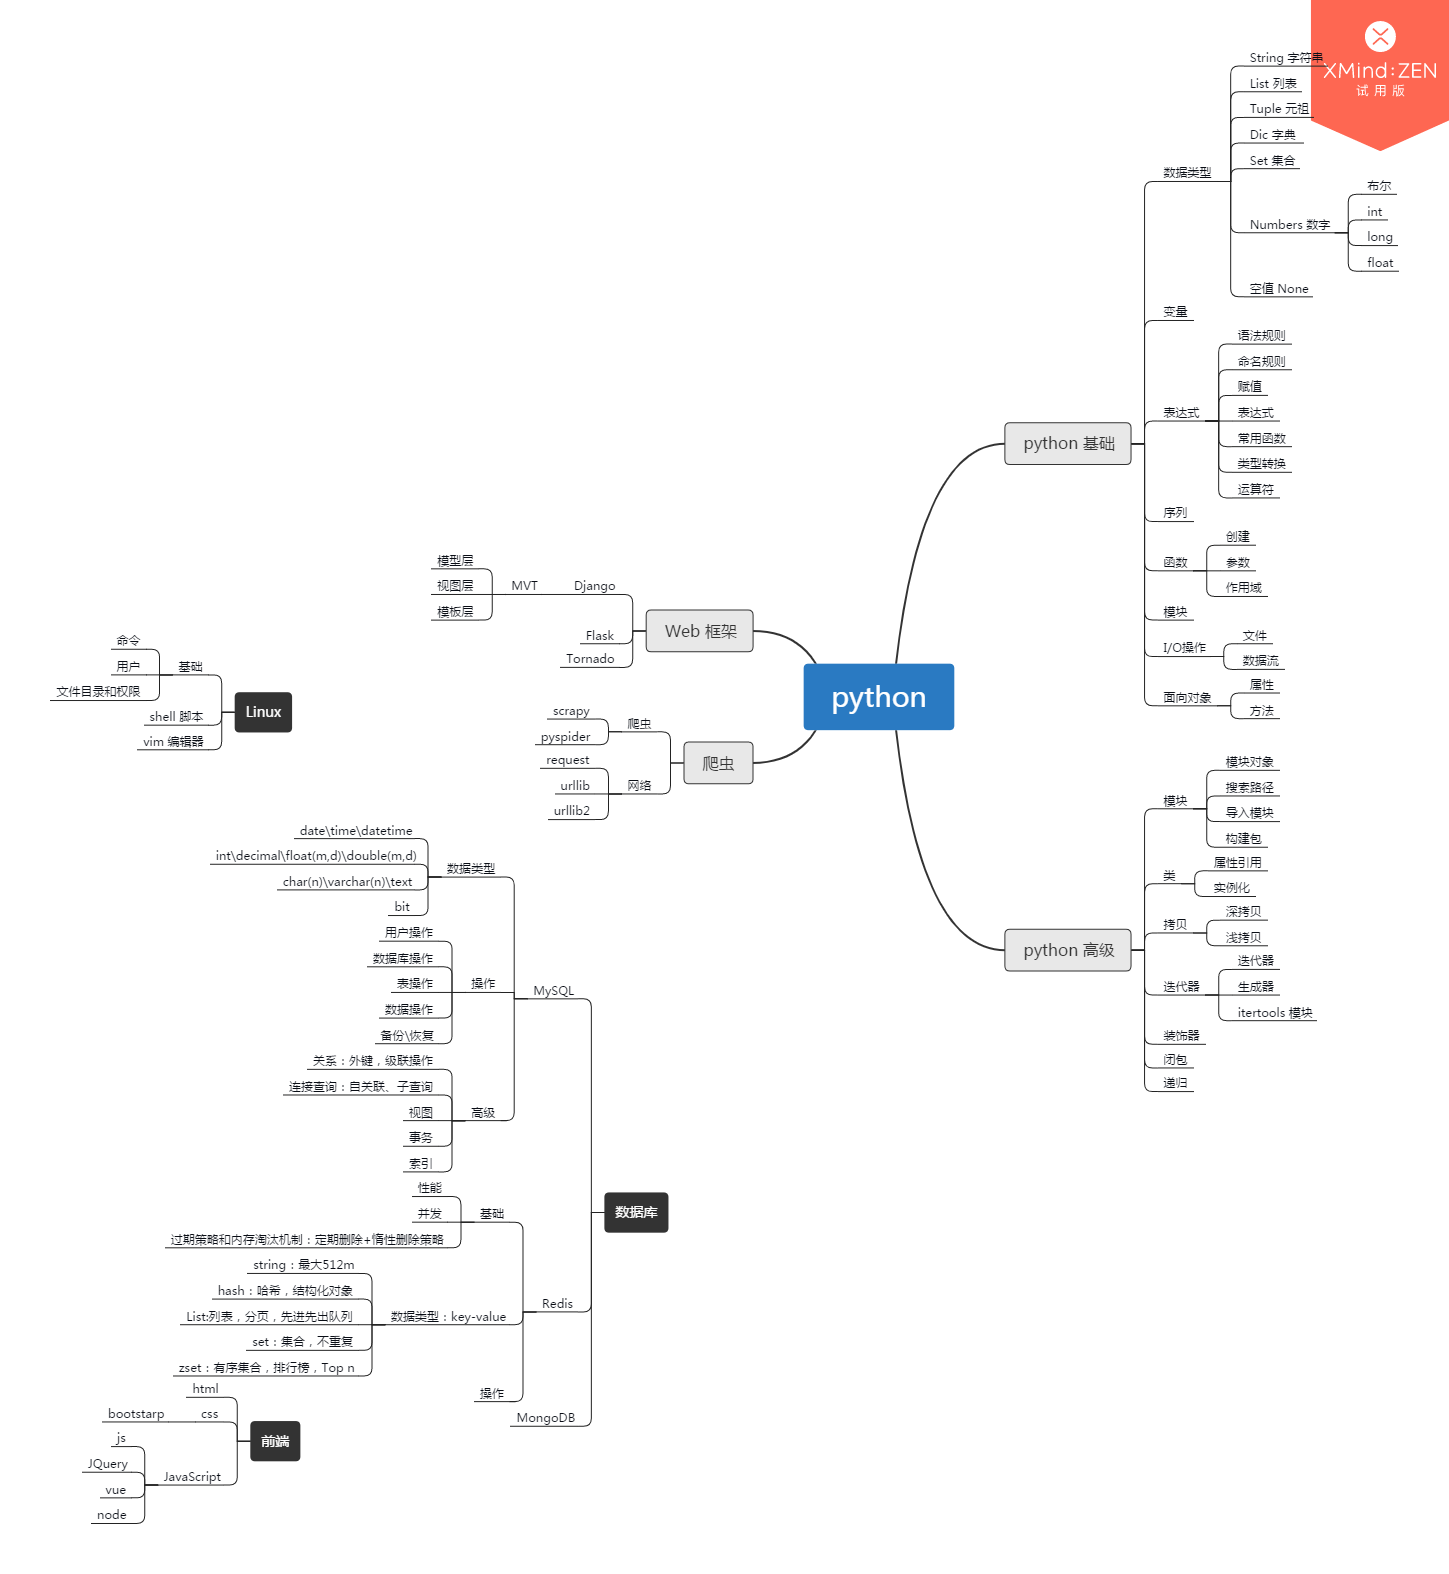 python
python 基础
数据类型
String 字符串
List 列表
Tuple 元祖
Dic 字典
Set 集合
Numbers 数字
布尔
int
long
float
空值 None
变量
表达式
语法规则
命名规则
赋值
表达式
常用函数
类型转换
运算符
序列
函数
创建
参数
作用域
模块
I/O操作
文件
数据流
面向对象
属性
方法
python 高级
模块
模块对象
搜索路径
导入模块
构建包
类
属性引用
实例化
拷贝
深拷贝
浅拷贝
迭代器
迭代器
生成器
itertools 模块
装饰器
闭包
递归
Web 框架
Django
MVT
模型层
视图层
模板层
Flask
Tornado
爬虫
爬虫
scrapy
pyspider
网络
request
urllib
urllib2
Linux
基础
命令
用户
文件目录和权限
shell 脚本
vim 编辑器
数据库
MySQL
数据类型
date\time\datetime
int\decimal\float(m,d)\double(m,d)
char(n)\varchar(n)\text
bit
操作
用户操作
数据库操作
表操作
数据操作
备份\恢复
高级
关系：外键，级联操作
连接查询：自关联、子查询
视图
事务
索引
Redis
基础
性能
并发
过期策略和内存淘汰机制：定期删除+惰性删除策略
数据类型：key-value
string：最大512m
hash：哈希，结构化对象
List:列表，分页，先进先出队列
set：集合，不重复
zset：有序集合，排行榜，Top n
操作
MongoDB
前端
html
css
bootstarp
JavaScript
js
JQuery
vue
node
XMind:ZEN
试用版